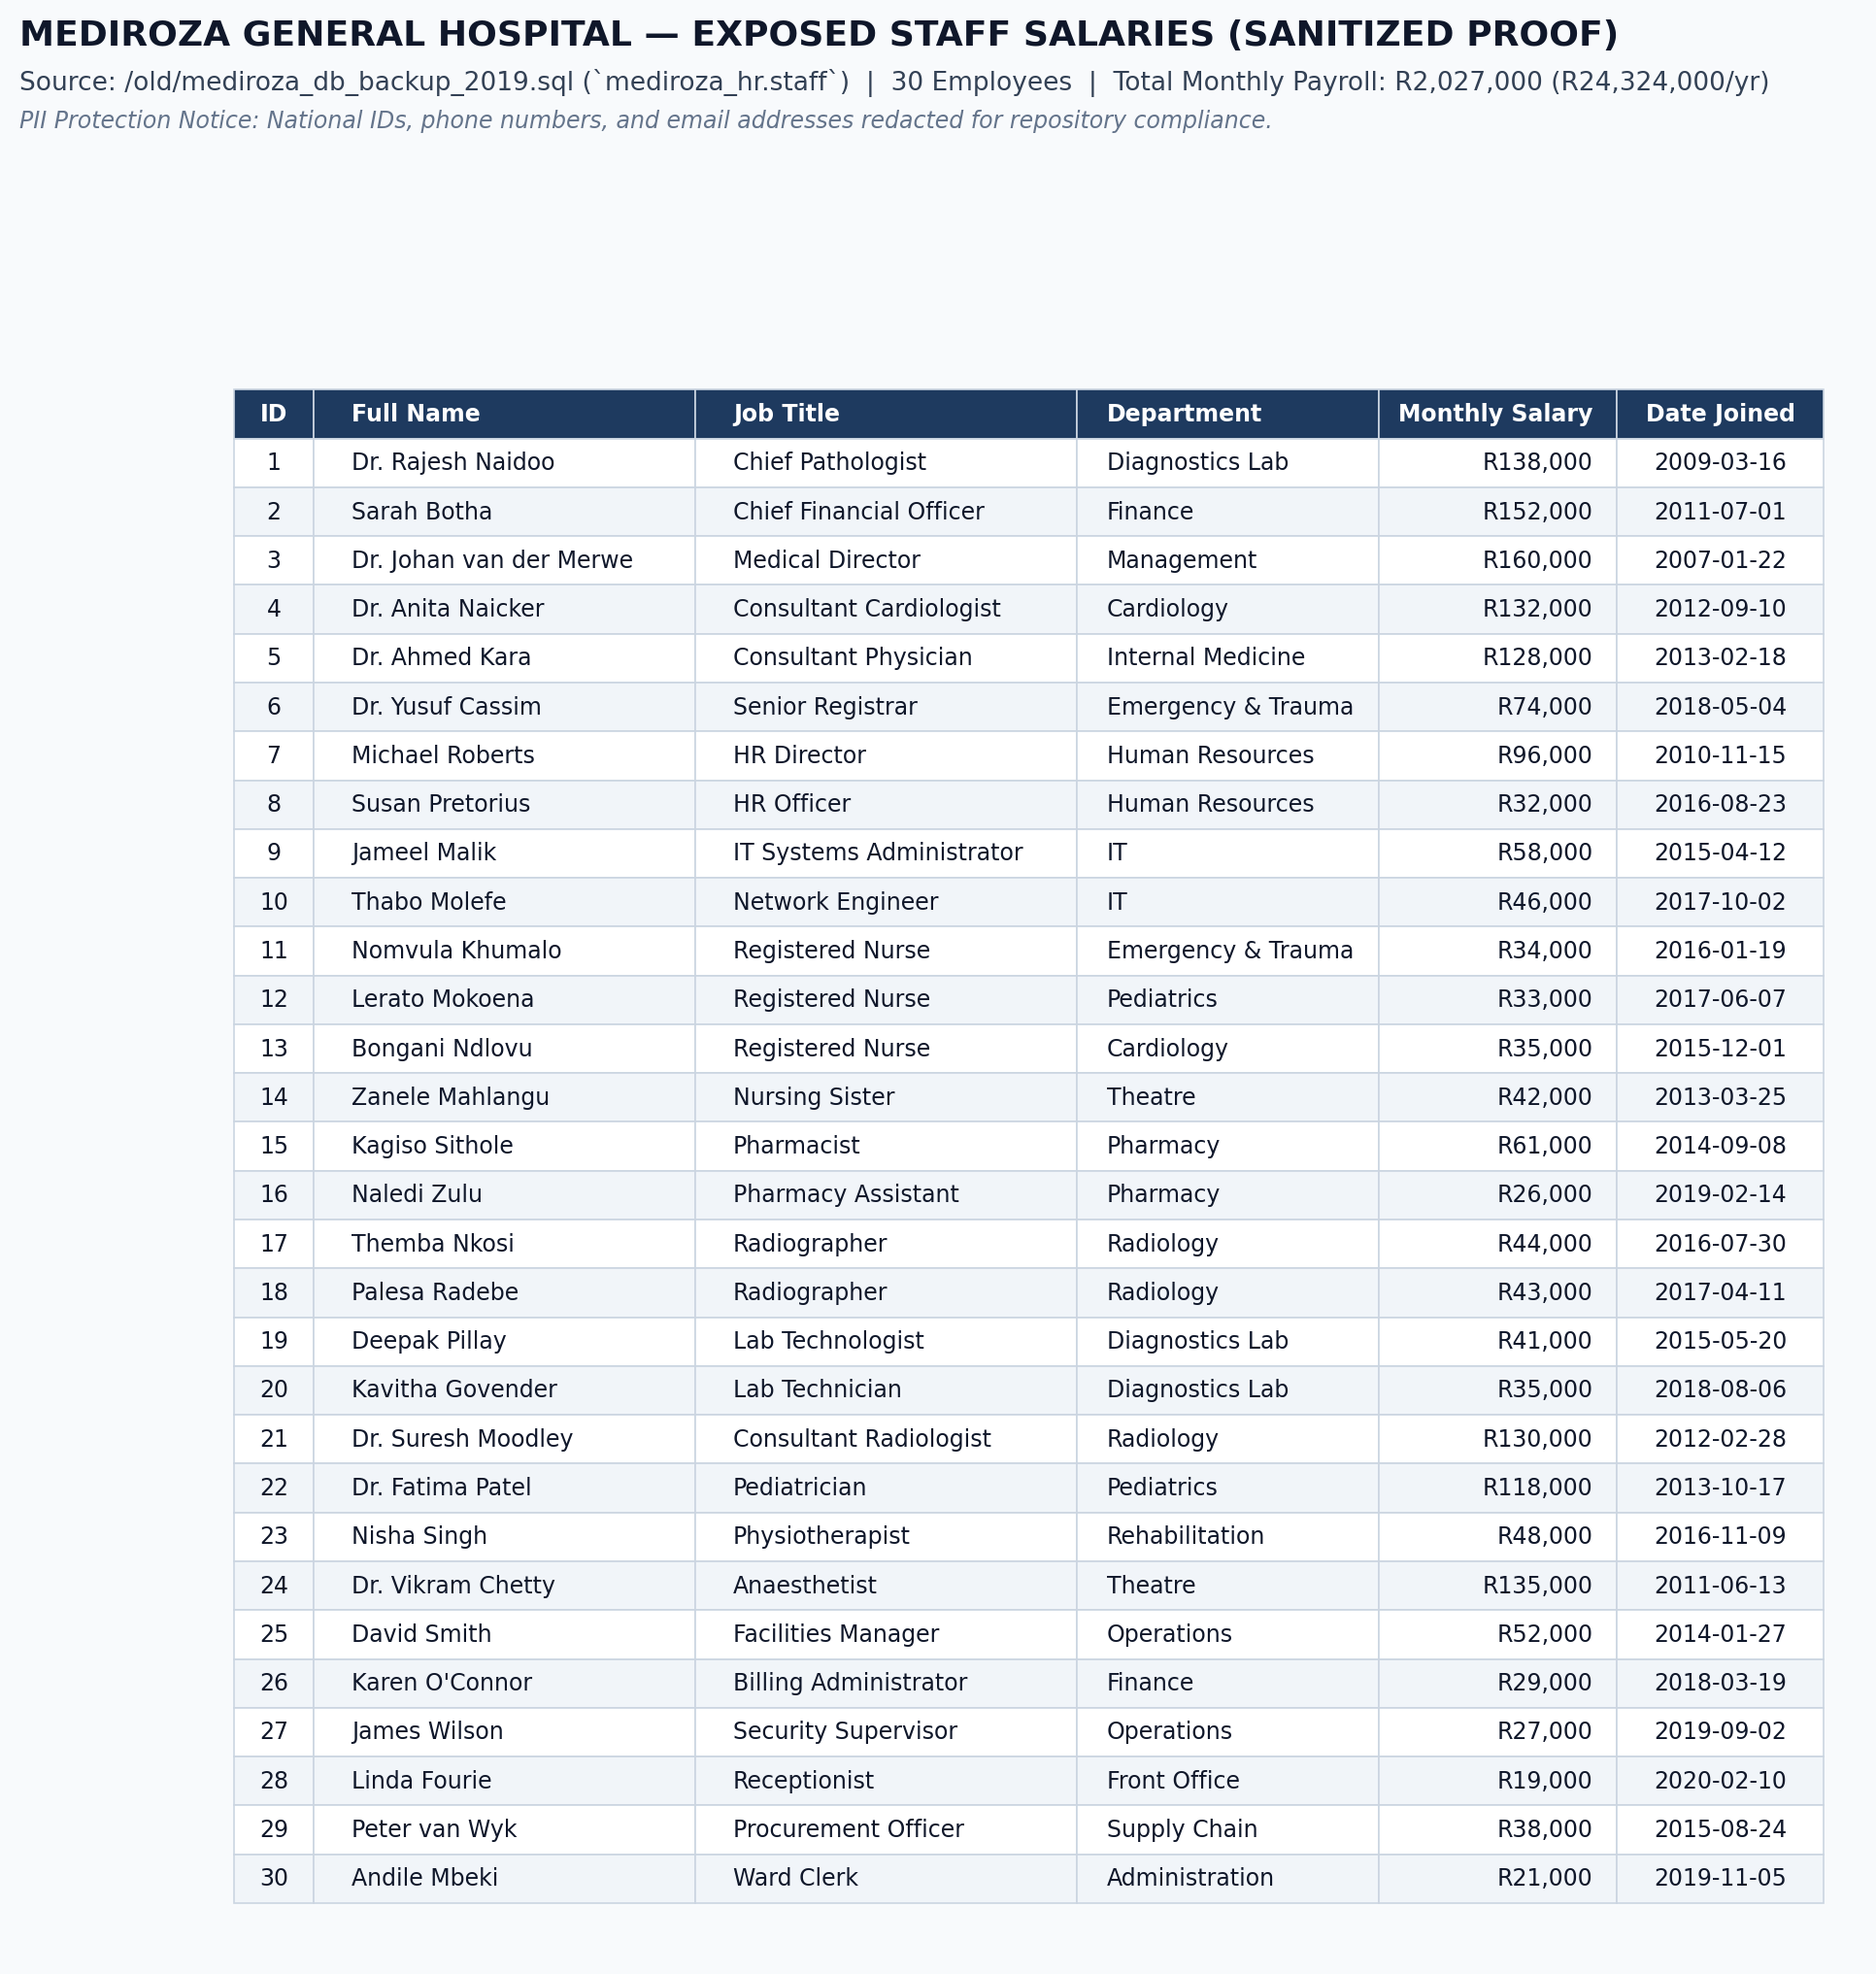 MEDIROZA GENERAL HOSPITAL — EXPOSED STAFF SALARIES (SANITIZED PROOF)
Source: /old/mediroza_db_backup_2019.sql (`mediroza_hr.staff`)  |  30 Employees  |  Total Monthly Payroll: R2,027,000 (R24,324,000/yr)
PII Protection Notice: National IDs, phone numbers, and email addresses redacted for repository compliance.
ID Full Name Job Title Department Monthly Salary Date Joined
1 Dr. Rajesh Naidoo Chief Pathologist Diagnostics Lab R138,000 2009-03-16
2 Sarah Botha Chief Financial Officer Finance R152,000 2011-07-01
3 Dr. Johan van der Merwe Medical Director Management R160,000 2007-01-22
4 Dr. Anita Naicker Consultant Cardiologist Cardiology R132,000 2012-09-10
5 Dr. Ahmed Kara Consultant Physician Internal Medicine R128,000 2013-02-18
6 Dr. Yusuf Cassim Senior Registrar Emergency & Trauma R74,000 2018-05-04
7 Michael Roberts HR Director Human Resources R96,000 2010-11-15
8 Susan Pretorius HR Officer Human Resources R32,000 2016-08-23
9 Jameel Malik IT Systems Administrator IT R58,000 2015-04-12
10 Thabo Molefe Network Engineer IT R46,000 2017-10-02
11 Nomvula Khumalo Registered Nurse Emergency & Trauma R34,000 2016-01-19
12 Lerato Mokoena Registered Nurse Pediatrics R33,000 2017-06-07
13 Bongani Ndlovu Registered Nurse Cardiology R35,000 2015-12-01
14 Zanele Mahlangu Nursing Sister Theatre R42,000 2013-03-25
15 Kagiso Sithole Pharmacist Pharmacy R61,000 2014-09-08
16 Naledi Zulu Pharmacy Assistant Pharmacy R26,000 2019-02-14
17 Themba Nkosi Radiographer Radiology R44,000 2016-07-30
18 Palesa Radebe Radiographer Radiology R43,000 2017-04-11
19 Deepak Pillay Lab Technologist Diagnostics Lab R41,000 2015-05-20
20 Kavitha Govender Lab Technician Diagnostics Lab R35,000 2018-08-06
21 Dr. Suresh Moodley Consultant Radiologist Radiology R130,000 2012-02-28
22 Dr. Fatima Patel Pediatrician Pediatrics R118,000 2013-10-17
23 Nisha Singh Physiotherapist Rehabilitation R48,000 2016-11-09
24 Dr. Vikram Chetty Anaesthetist Theatre R135,000 2011-06-13
25 David Smith Facilities Manager Operations R52,000 2014-01-27
26 Karen O'Connor Billing Administrator Finance R29,000 2018-03-19
27 James Wilson Security Supervisor Operations R27,000 2019-09-02
28 Linda Fourie Receptionist Front Office R19,000 2020-02-10
29 Peter van Wyk Procurement Officer Supply Chain R38,000 2015-08-24
30 Andile Mbeki Ward Clerk Administration R21,000 2019-11-05